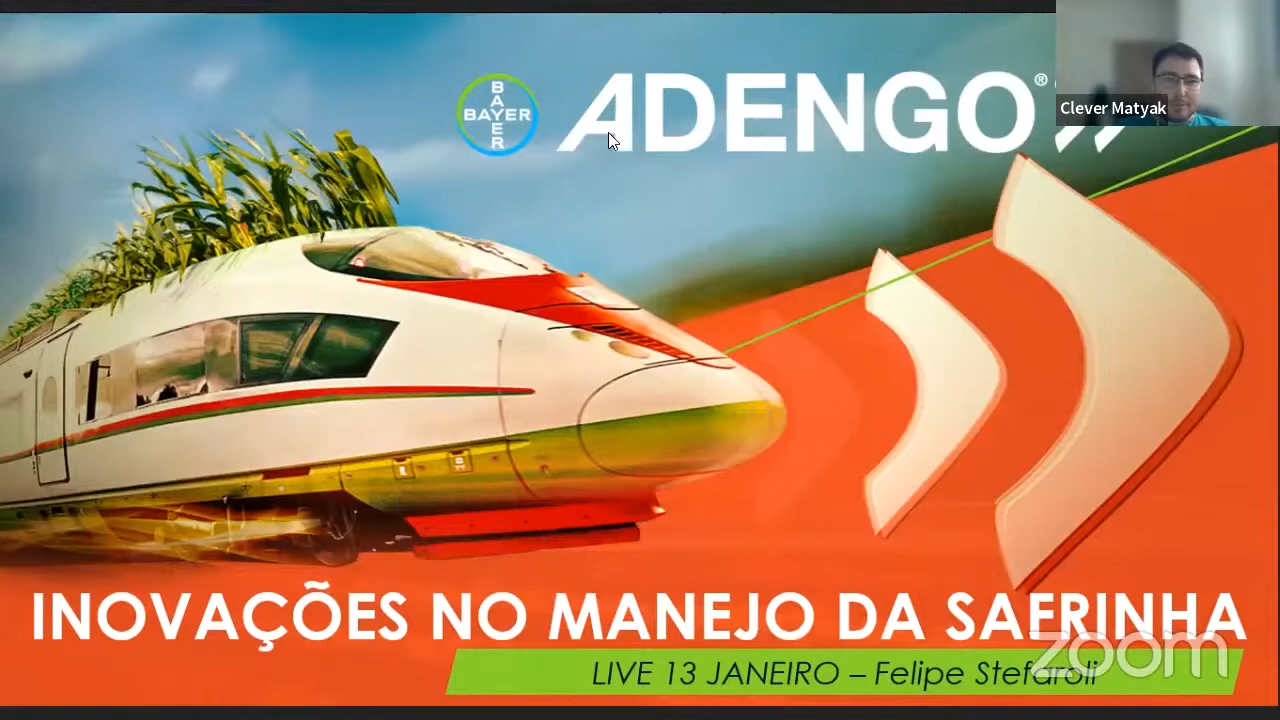 BAYER
BAYER
ADENGO®
Clever Matyak
INOVAÇÕES NO MANEJO DA SAFRINHA
LIVE 13 JANEIRO – Felipe Stefaroli
zoom